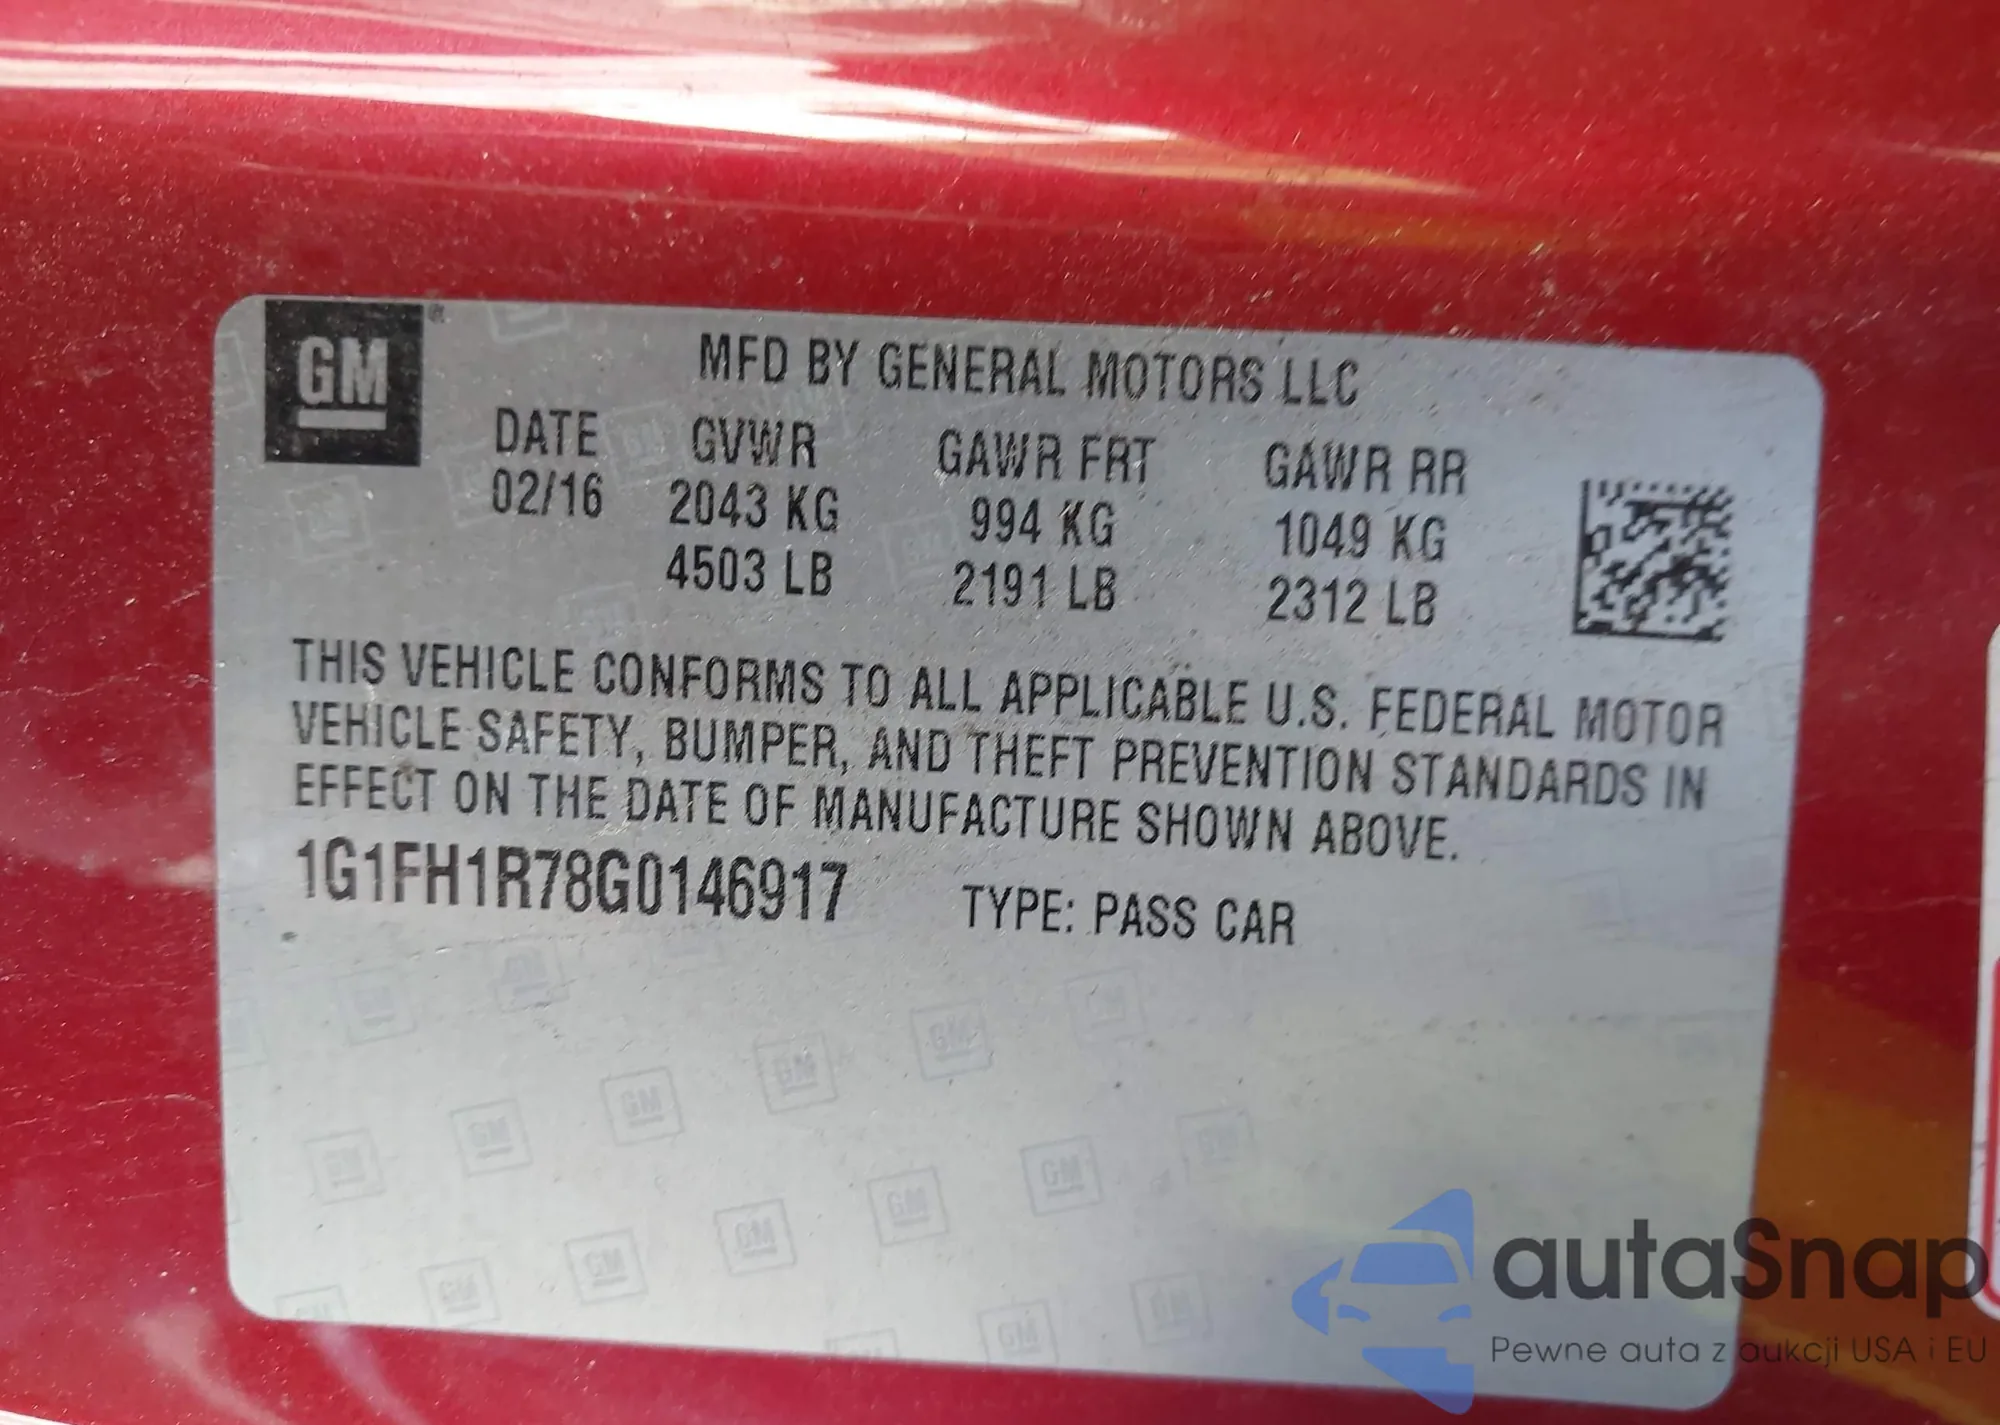 GM
MFD BY GENERAL MOTORS LLC
DATE GVWR GAWR FRT GAWR RR
02/16 2043 KG 994 KG 1049 KG
4503 LB 2191 LB 2312 LB
THIS VEHICLE CONFORMS TO ALL APPLICABLE U.S. FEDERAL MOTOR
VEHICLE SAFETY, BUMPER, AND THEFT PREVENTION STANDARDS IN
EFFECT ON THE DATE OF MANUFACTURE SHOWN ABOVE.
1G1FH1R78G0146917 TYPE: PASS CAR
autaSnap
Pewne auta z aukcji USA i EU